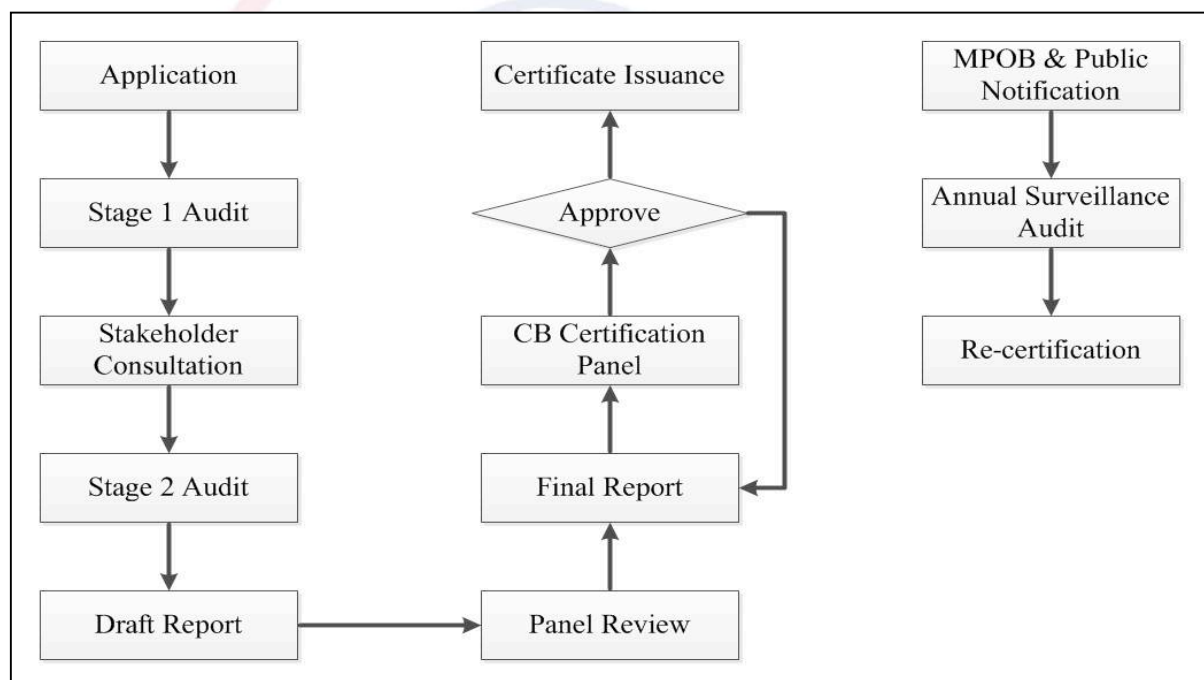 Application
Stage 1 Audit
Stakeholder
Consultation
Stage 2 Audit
Draft Report
Certificate Issuance
Approve
CB Certification
Panel
Final Report
Panel Review
MPOB & Public
Notification
Annual Surveillance
Audit
Re-certification